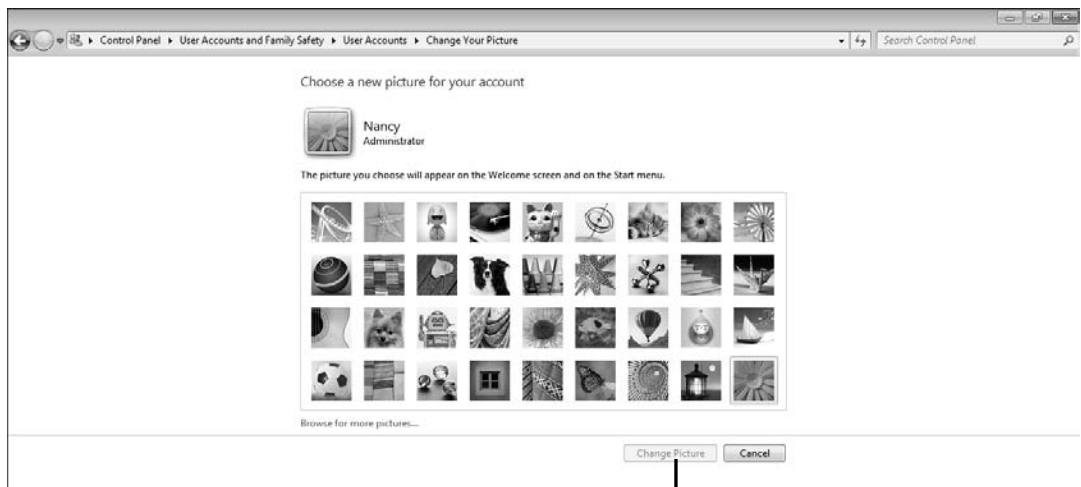 Control Panel ▸ User Accounts and Family Safety ▸ User Accounts ▸ Change Your Picture
Search Control Panel
Choose a new picture for your account
Nancy
Administrator
The picture you choose will appear on the Welcome screen and on the Start menu.
Browse for more pictures...
Change Picture
Cancel